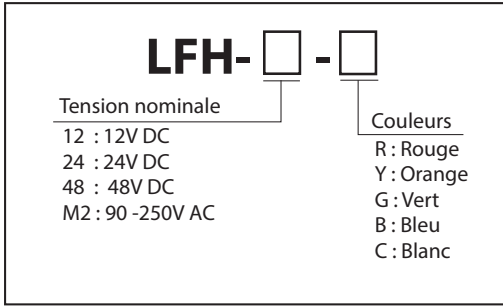 LFH- □ - □
Tension nominale
12 : 12V DC
24 : 24V DC
48 : 48V DC
M2 : 90 -250V AC
Couleurs
R : Rouge
Y : Orange
G : Vert
B : Bleu
C : Blanc